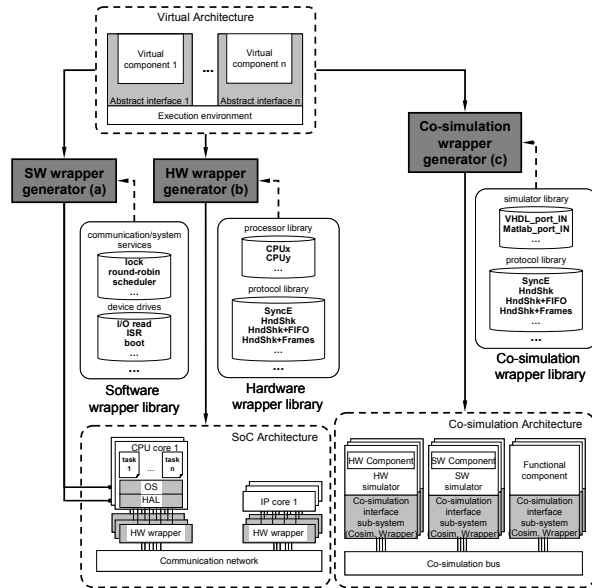 Virtual Architecture
Virtual
component 1
...
Virtual
component n
Abstract interface 1
Abstract interface n
Execution environment
SW wrapper
generator (a)
HW wrapper
generator (b)
Co-simulation
wrapper
generator (c)
communication/system
services
lock
round-robin
scheduler
...
device drives
I/O read
ISR
boot
...
...
Software
wrapper library
processor library
CPUx
CPUy
...
protocol library
SyncE
HndShk
HndShk+FIFO
HndShk+Frames
...
...
Hardware
wrapper library
simulator library
VHDL_port_IN
Matlab_port_IN
...
protocol library
SyncE
HndShk
HndShk+FIFO
HndShk+Frames
...
...
Co-simulation
wrapper library
SoC Architecture
CPU core 1
task
1
...
task
n
OS
HAL
HW wrapper
IP core 1
HW wrapper
Communication network
Co-simulation Architecture
HW Component
HW
simulator
Co-simulation
interface
sub-system
(Cosim, Wrapper)
SW Component
SW
simulator
Co-simulation
interface
sub-system
(Cosim, Wrapper)
Functional
component
Co-simulation
interface
sub-system
(Cosim, Wrapper)
Co-simulation bus